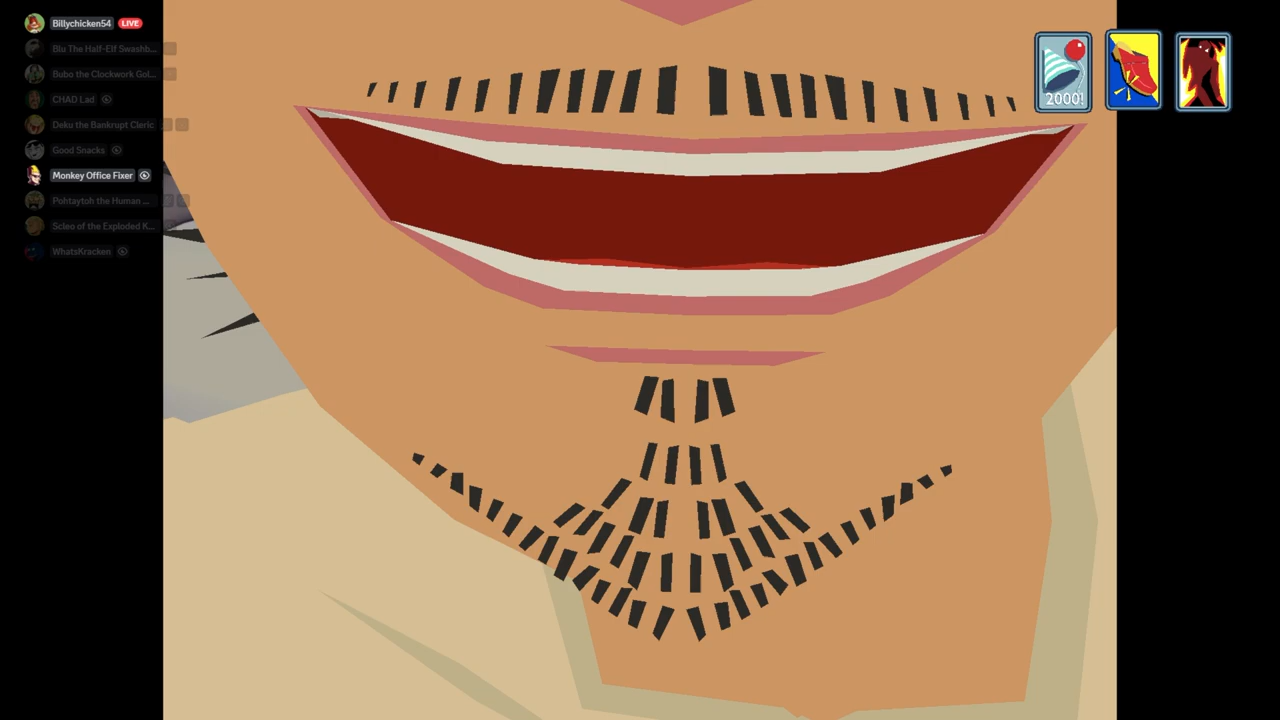 Billychicken54 LIVE
Blu The Half-Elf Swashb...
Bubo the Clockwork Gol...
CHAD Lad
Deku the Bankrupt Cleric
Good Snacks
Monkey Office Fixer
Pohtaytoh the Human ...
Scleo of the Exploded K...
WhatsKracken
2000!